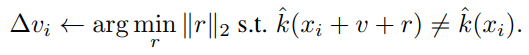 Δv_i ← arg min_r ‖r‖_2 s.t. k̂(x_i + v + r) ≠ k̂(x_i).